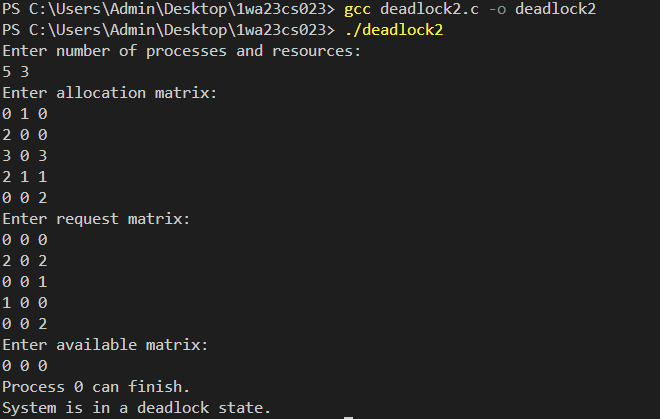 PS C:\Users\Admin\Desktop\1wa23cs023> gcc deadlock2.c -o deadlock2
PS C:\Users\Admin\Desktop\1wa23cs023> ./deadlock2
Enter number of processes and resources:
5 3
Enter allocation matrix:
0 1 0
2 0 0
3 0 3
2 1 1
0 0 2
Enter request matrix:
0 0 0
2 0 2
0 0 1
1 0 0
0 0 2
Enter available matrix:
0 0 0
Process 0 can finish.
System is in a deadlock state.